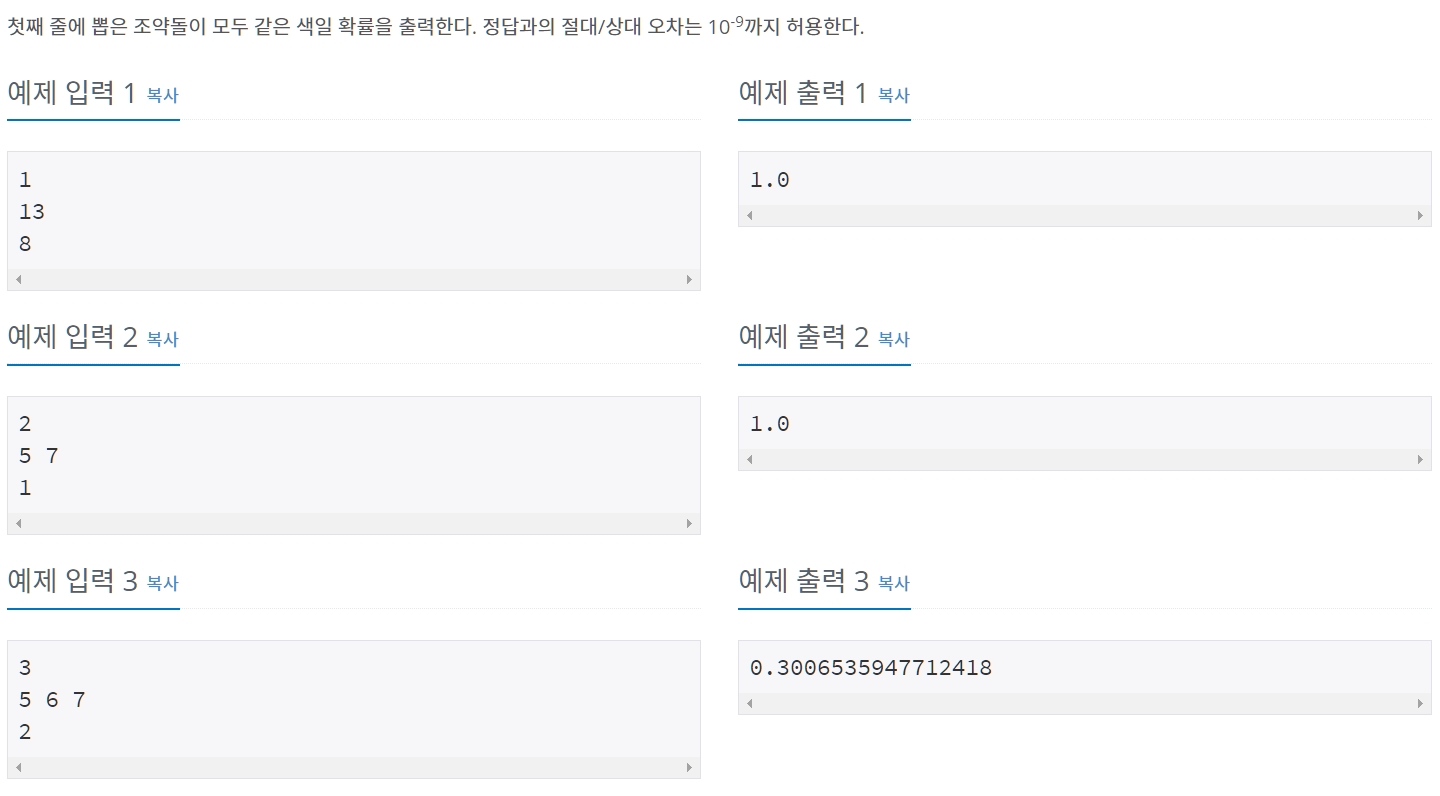 첫째 줄에 뽑은 조약돌이 모두 같은 색일 확률을 출력한다. 정답과의 절대/상대 오차는 10-9까지 허용한다.
예제 입력 1 복사
1
13
8
예제 출력 1 복사
1.0
예제 입력 2 복사
2
5 7
1
예제 출력 2 복사
1.0
예제 입력 3 복사
3
5 6 7
2
예제 출력 3 복사
0.3006535947712418